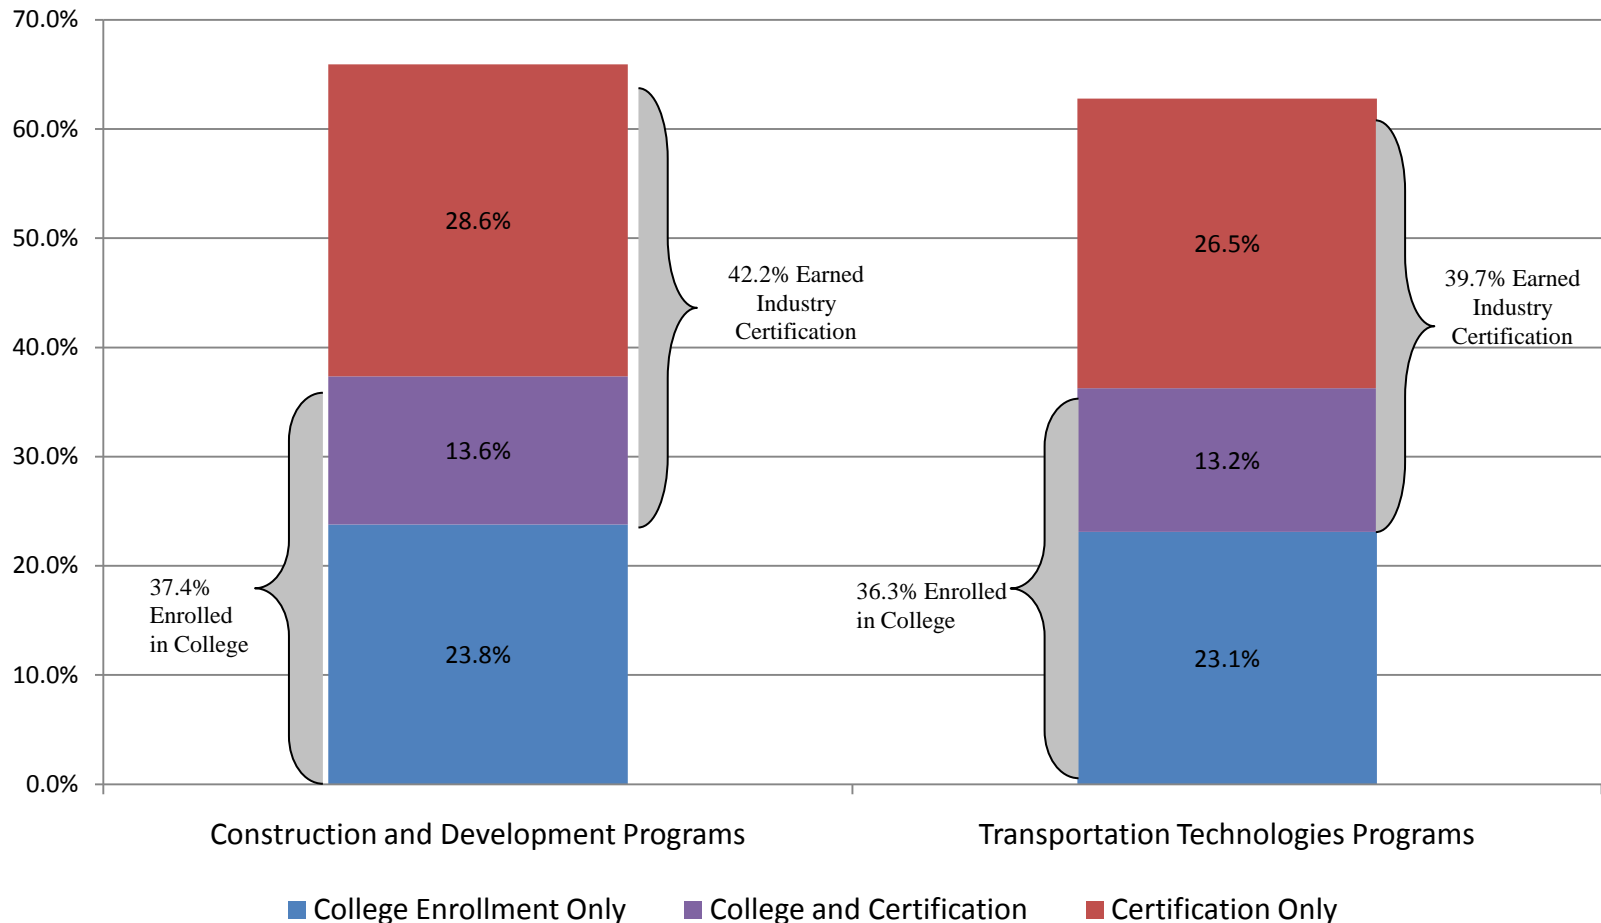 70.0%
60.0%
50.0%
40.0%
30.0%
20.0%
10.0%
0.0%
28.6%
13.6%
23.8%
42.2% Earned
Industry
Certification
37.4%
Enrolled
in College
26.5%
13.2%
23.1%
39.7% Earned
Industry
Certification
36.3% Enrolled
in College
Construction and Development Programs
Transportation Technologies Programs
College Enrollment Only
College and Certification
Certification Only